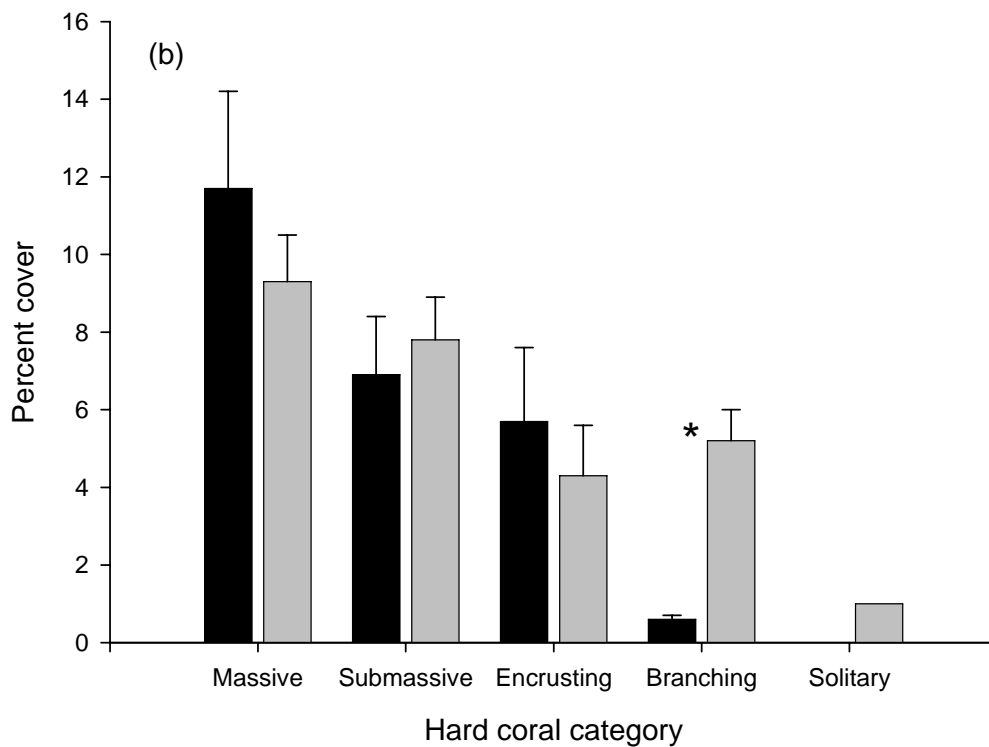 (b)
Percent cover
16
14
12
10
8
6
4
2
0
*
Massive Submassive Encrusting Branching Solitary
Hard coral category